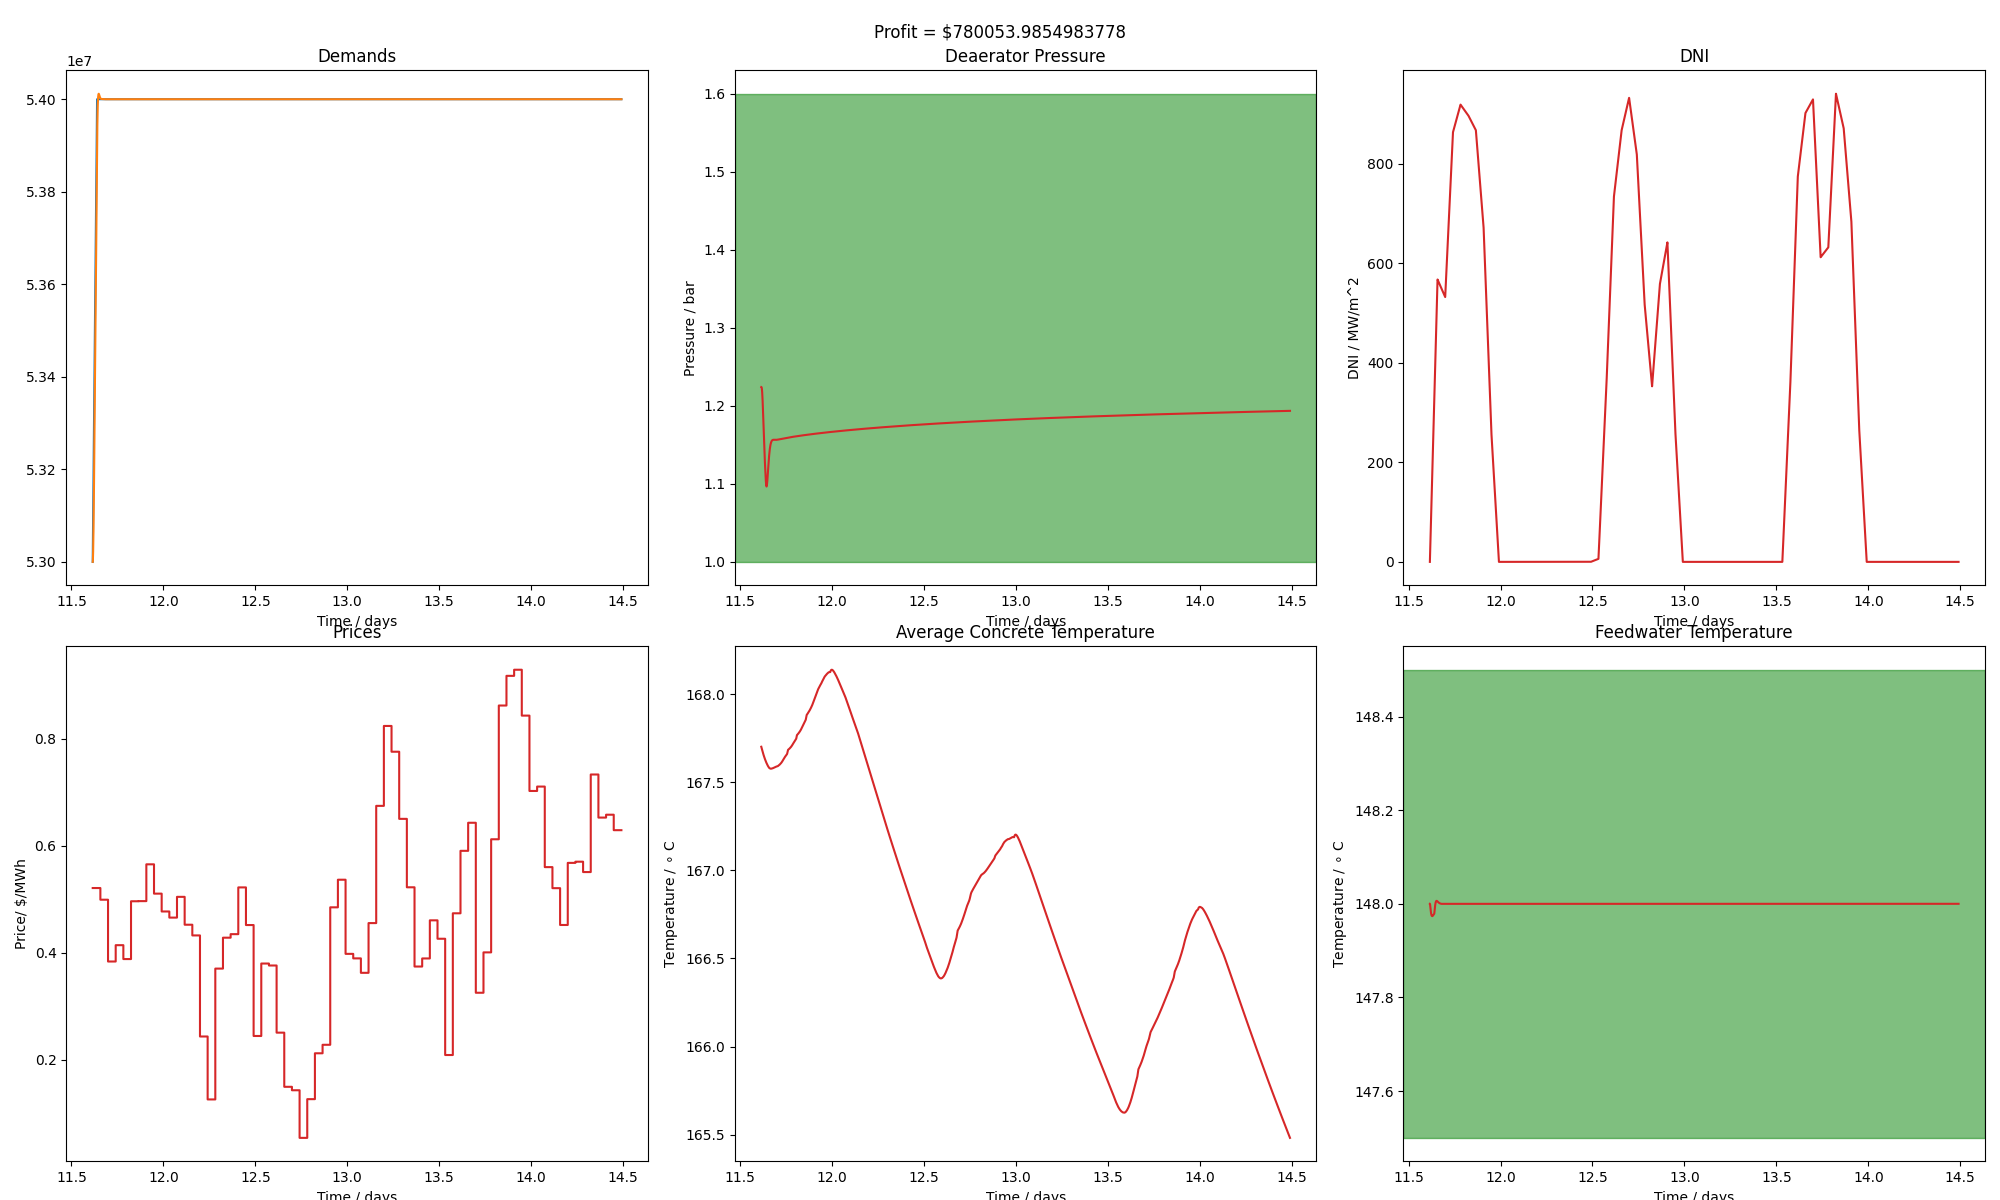 Profit = $780053.9854983778
Demands
1e7
5.40
5.38
5.36
5.34
5.32
5.30
11.5 12.0 12.5 13.0 13.5 14.0 14.5
Time / days
Deaerator Pressure
Pressure / bar
1.6
1.5
1.4
1.3
1.2
1.1
1.0
11.5 12.0 12.5 13.0 13.5 14.0 14.5
Time / days
DNI
DNI / MW/m^2
800
600
400
200
0
11.5 12.0 12.5 13.0 13.5 14.0 14.5
Time / days
Prices
Price/ $/MWh
0.8
0.6
0.4
0.2
11.5 12.0 12.5 13.0 13.5 14.0 14.5
Time / days
Average Concrete Temperature
Temperature / ∘ C
168.0
167.5
167.0
166.5
166.0
165.5
11.5 12.0 12.5 13.0 13.5 14.0 14.5
Time / days
Feedwater Temperature
Temperature / ∘ C
148.4
148.2
148.0
147.8
147.6
11.5 12.0 12.5 13.0 13.5 14.0 14.5
Time / days